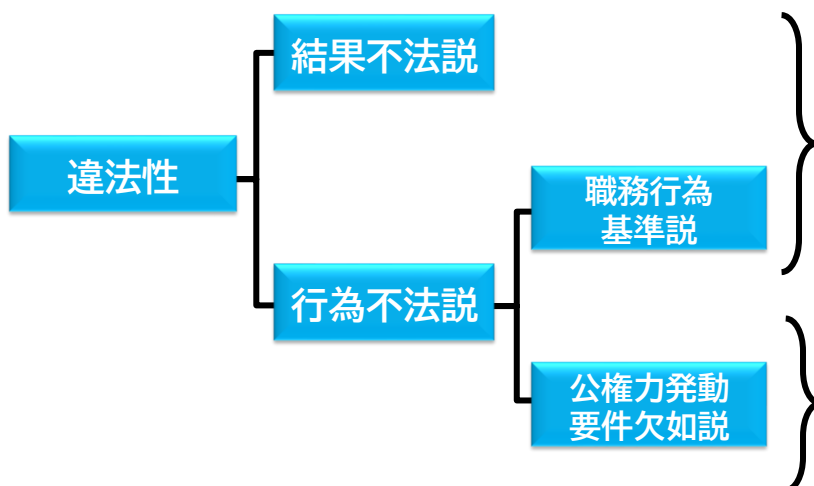 結果不法説
違法性
職務行為
基準説
行為不法説
公権力発動
要件欠如説